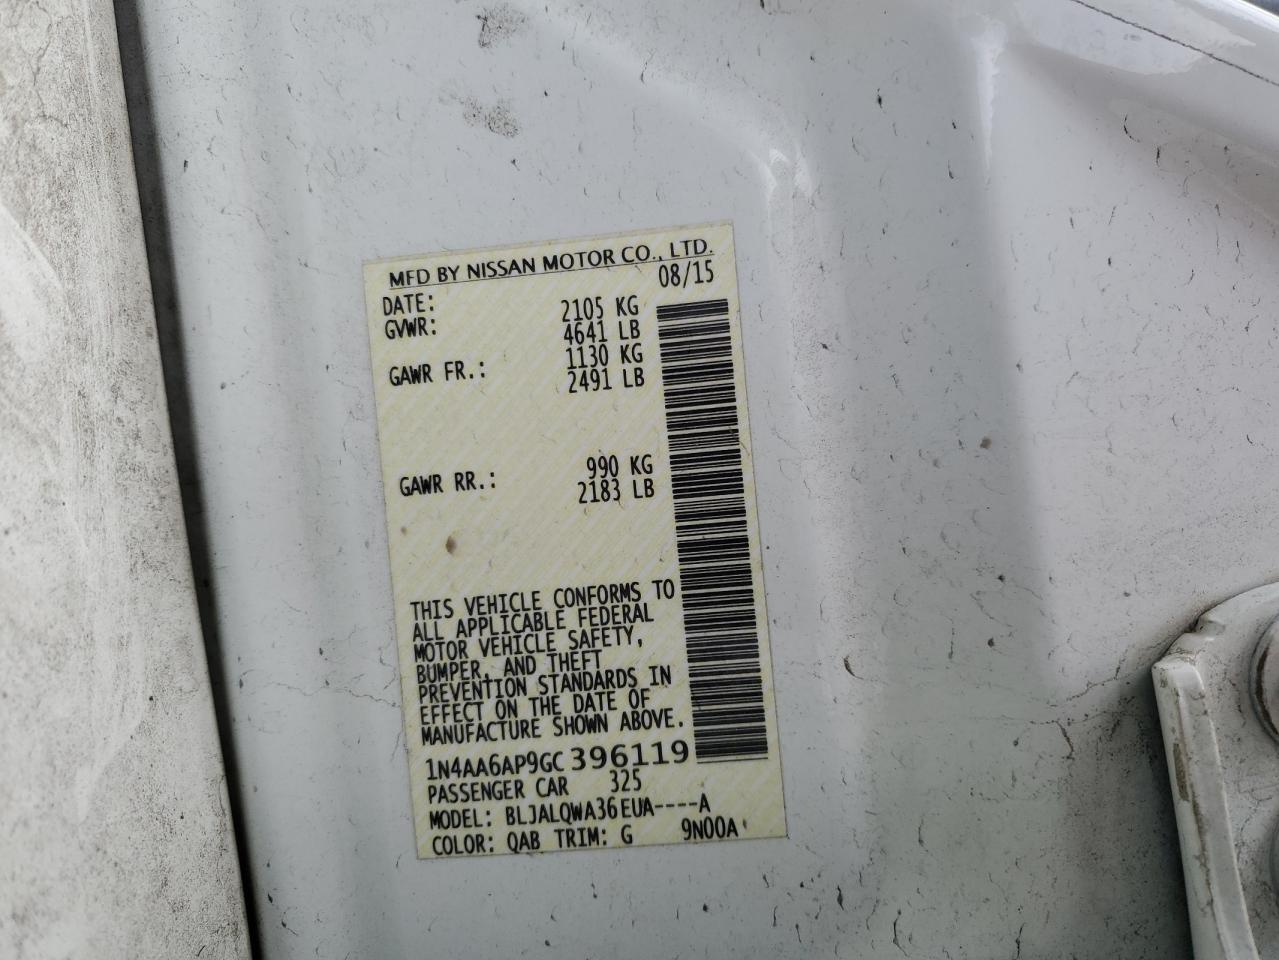 MFD BY NISSAN MOTOR CO., LTD.
DATE: 08/15
GVWR: 2105 KG
4641 LB
GAWR FR.: 1130 KG
2491 LB
GAWR RR.: 990 KG
2183 LB
THIS VEHICLE CONFORMS TO
ALL APPLICABLE FEDERAL
MOTOR VEHICLE SAFETY,
BUMPER, AND THEFT
PREVENTION STANDARDS IN
EFFECT ON THE DATE OF
MANUFACTURE SHOWN ABOVE.
1N4AA6AP9GC396119
PASSENGER CAR 325
MODEL: BLJALQWA36EUA----A
COLOR: QAB TRIM: G 9N00A